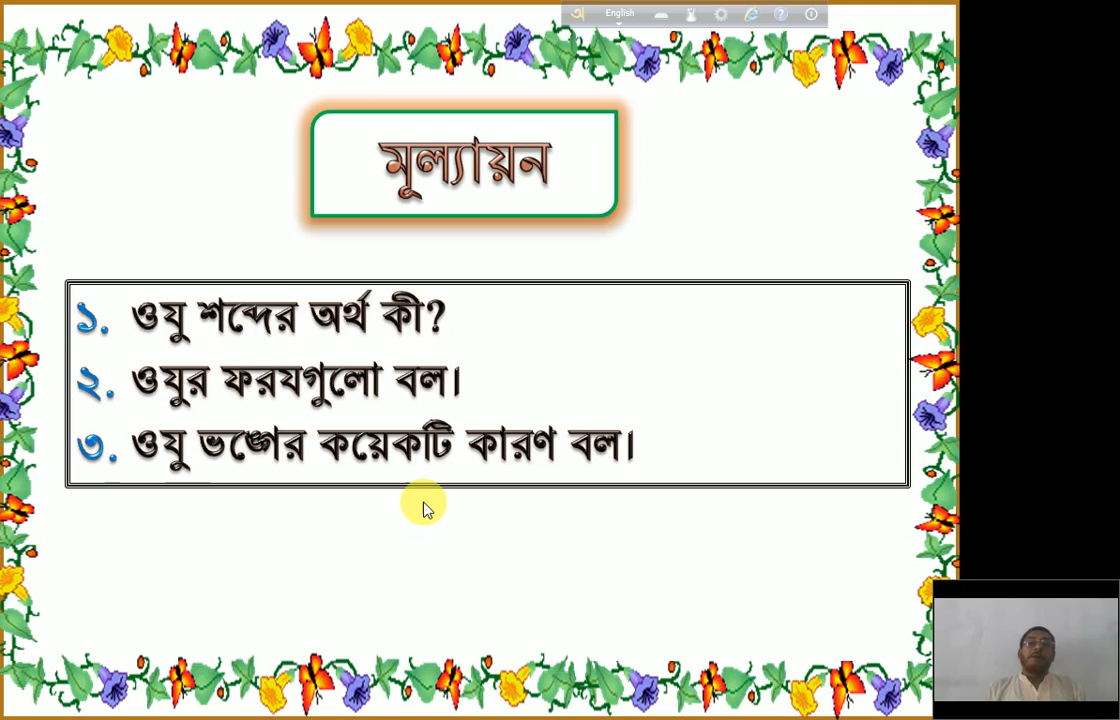 অ English ? 
মূল্যায়ন
১. ওযু শব্দের অর্থ কী?
২. ওযুর ফরযগুলো বল।
৩. ওযু ভঙ্গের কয়েকটি কারণ বল।